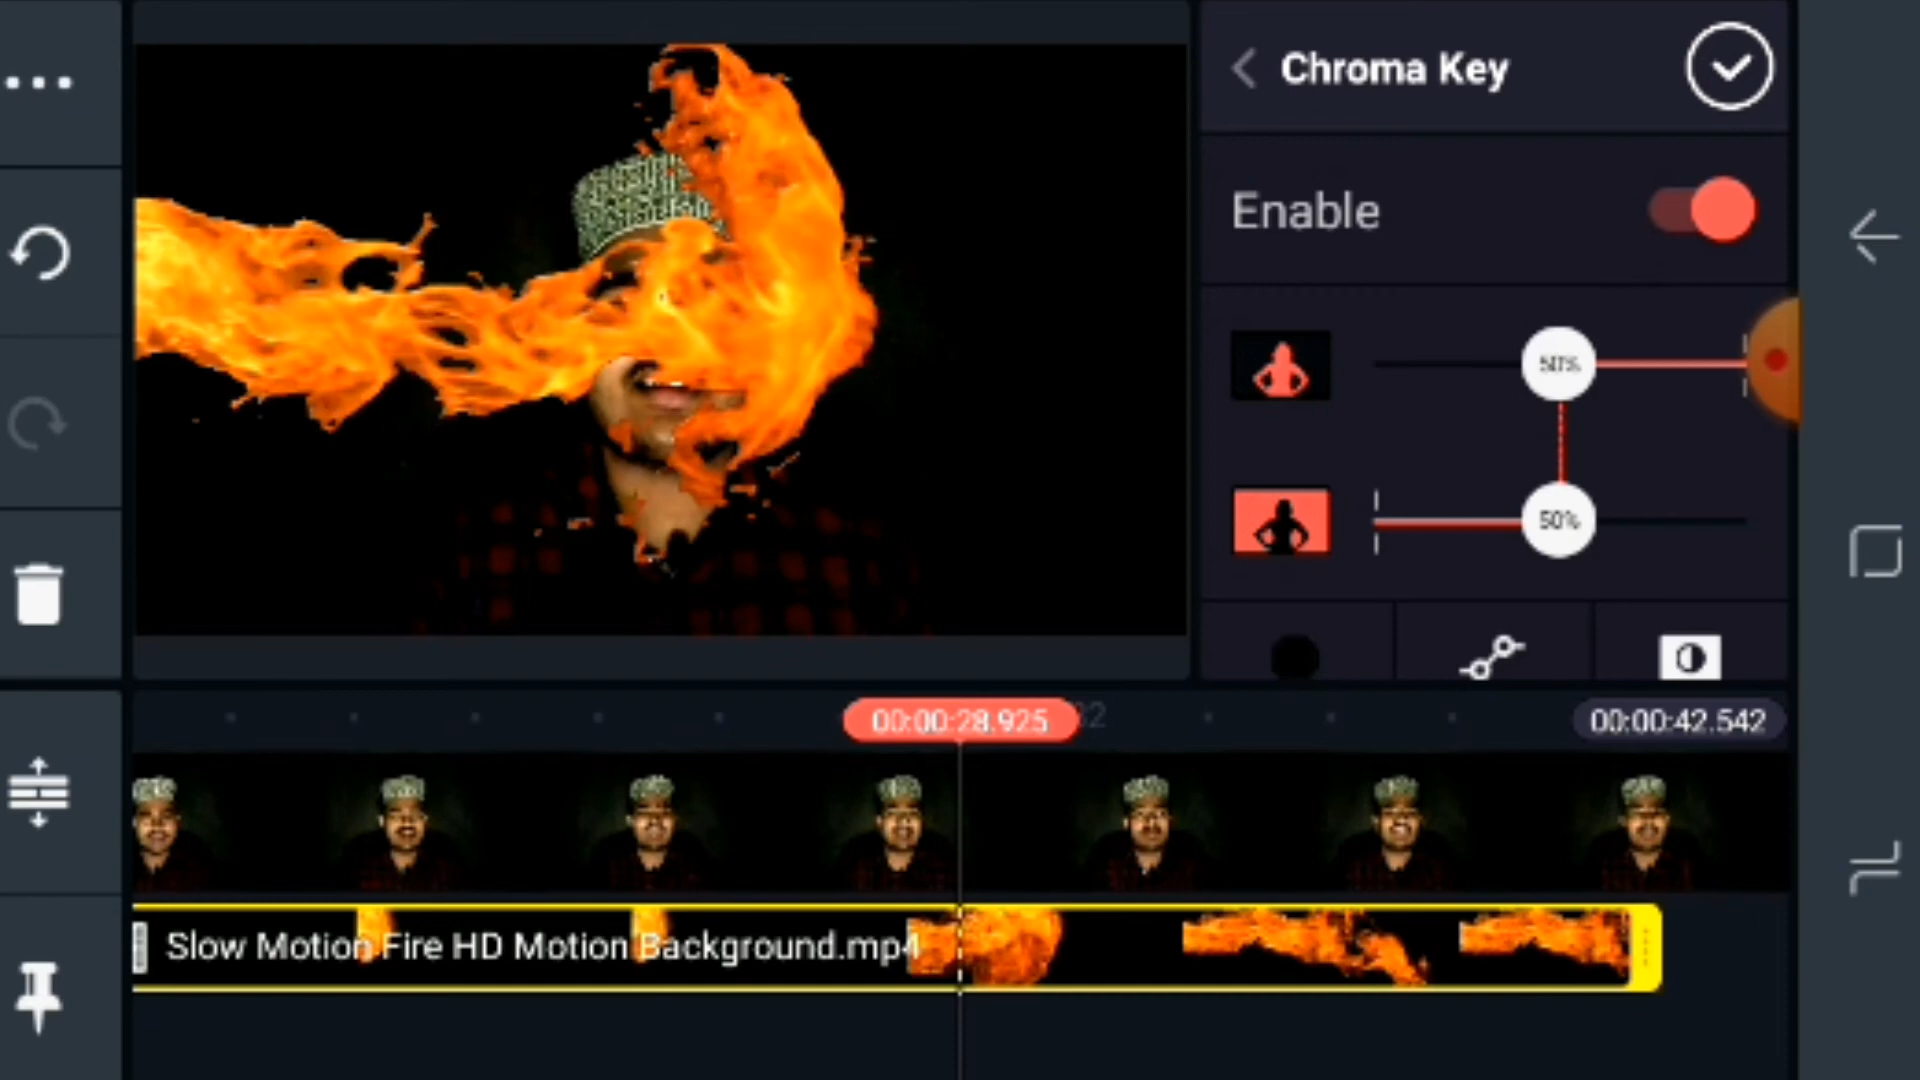 Chroma Key
Enable
50%
50%
00:00:28.925
32
00:00:42.542
Slow Motion Fire HD Motion Background.mp4